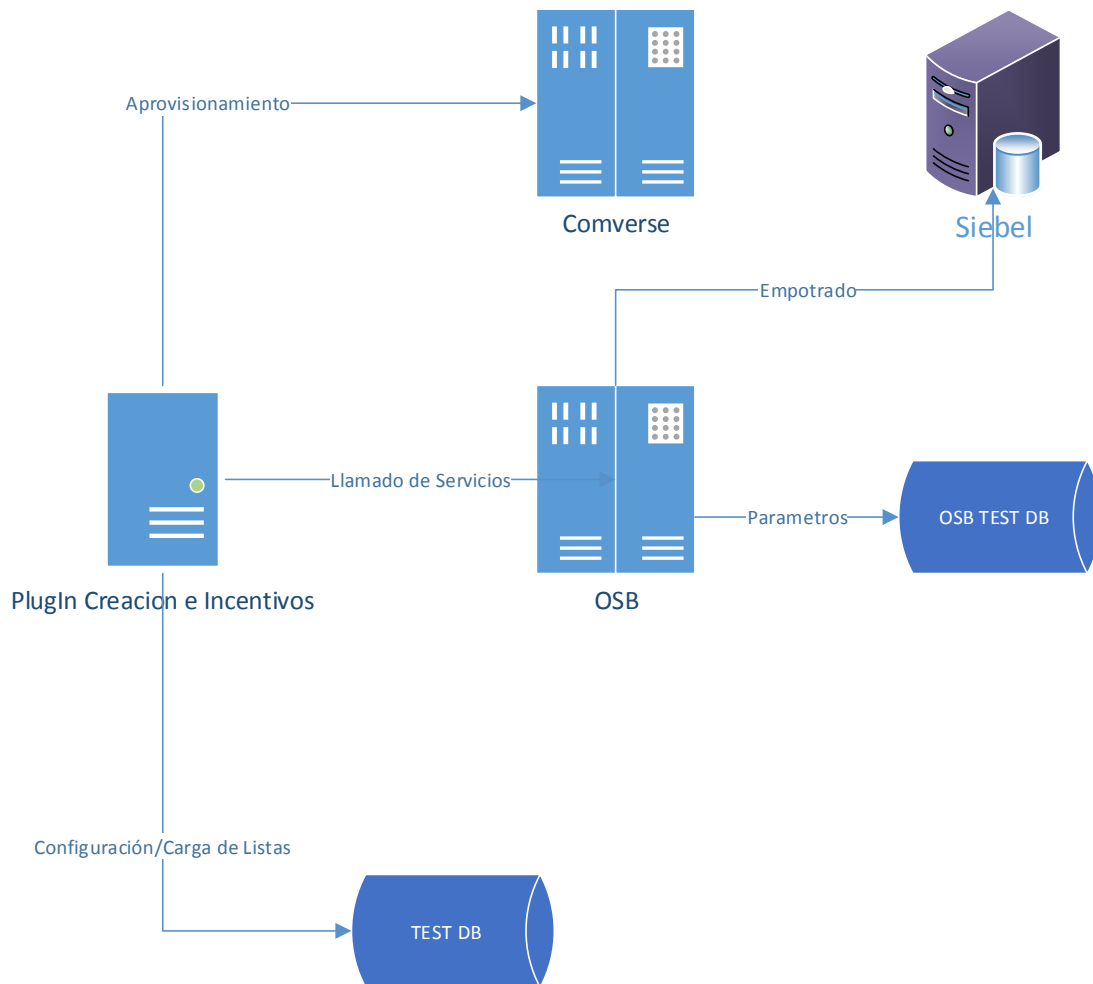 Aprovisionamiento
Comverse
Siebel
Empotrado
Llamado de Servicios
Parametros
OSB TEST DB
PlugIn Creacion e Incentivos
OSB
Configuración/Carga de Listas
TEST DB